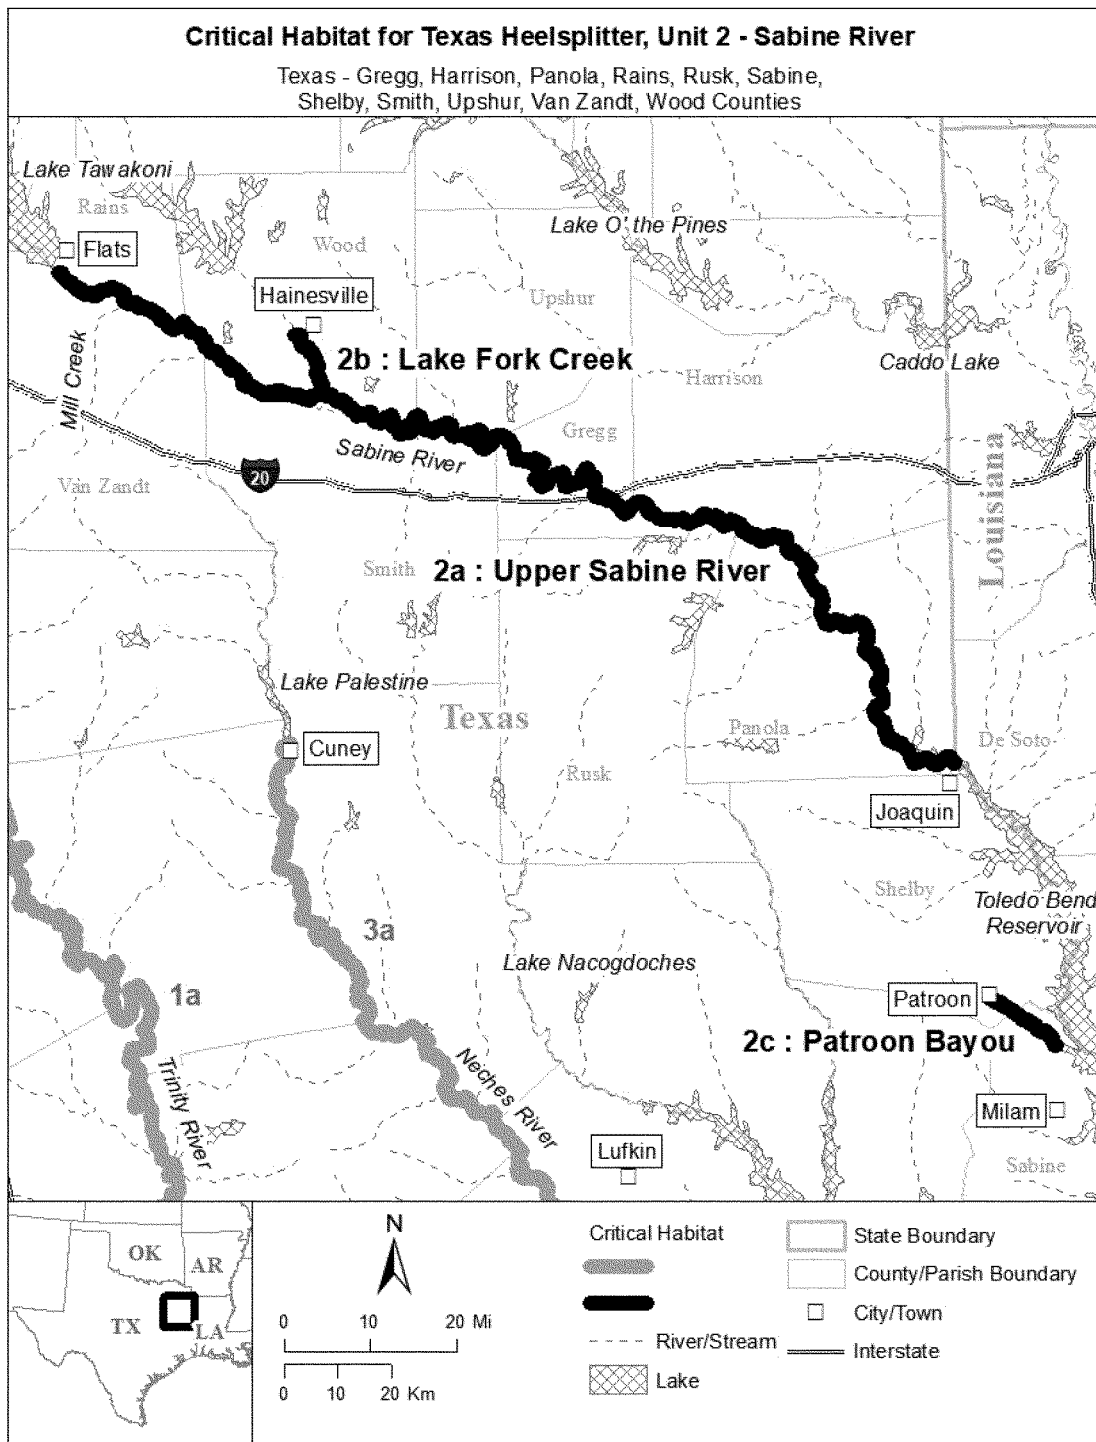 Critical Habitat for Texas Heelsplitter, Unit 2 - Sabine River
Texas - Gregg, Harrison, Panola, Rains, Rusk, Sabine,
Shelby, Smith, Upshur, Van Zandt, Wood Counties
Lake Tawakoni
Rains
Flats
Wood
Lake O' the Pines
Hainesville
Upshur
2b : Lake Fork Creek
Caddo Lake
Harrison
Mill Creek
Gregg
Sabine River
20
Van Zandt
Louisiana
Smith
2a : Upper Sabine River
Lake Palestine
Texas
Panola
De Soto
Cuney
Rusk
Joaquin
Shelby
Toledo Bend
Reservoir
3a
Lake Nacogdoches
1a
Patroon
2c : Patroon Bayou
Trinity River
Neches River
Milam
Lufkin
Sabine
OK
AR
TX
LA
N
0 10 20 Mi
0 10 20 Km
Critical Habitat
River/Stream
Lake
State Boundary
County/Parish Boundary
City/Town
Interstate